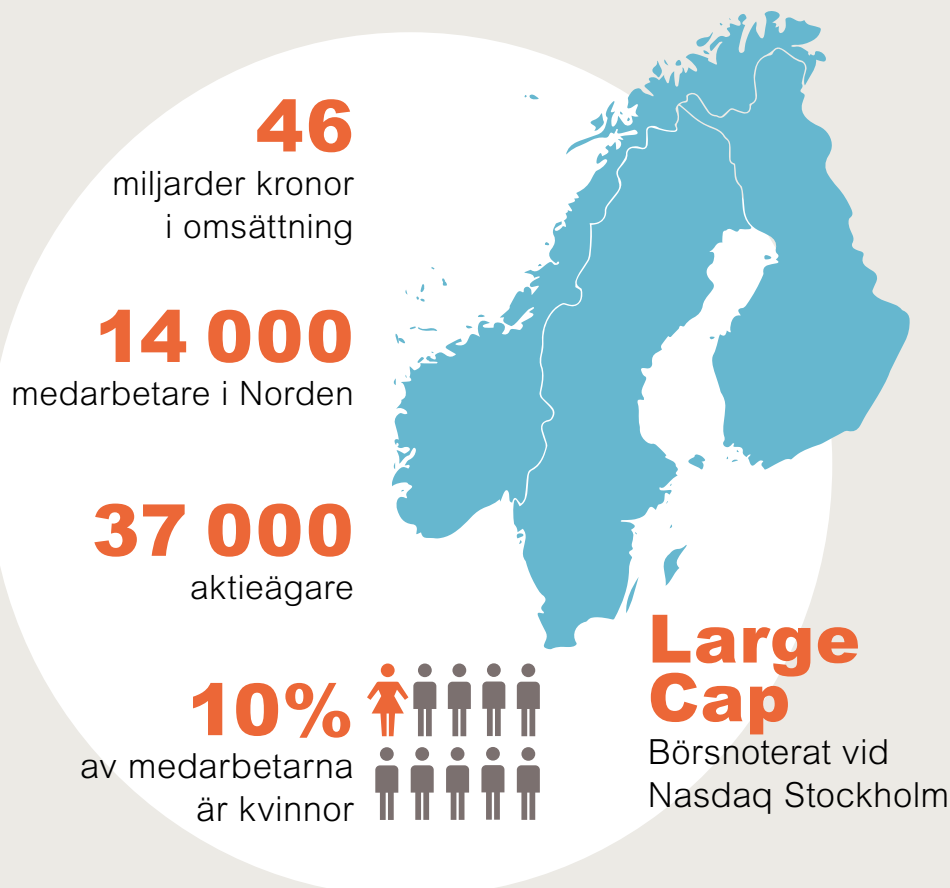 46
miljarder kronor
i omsättning
14 000
medarbetare i Norden
37 000
aktieägare
10%
av medarbetarna
är kvinnor
Large
Cap
Börsnoterat vid
Nasdaq Stockholm